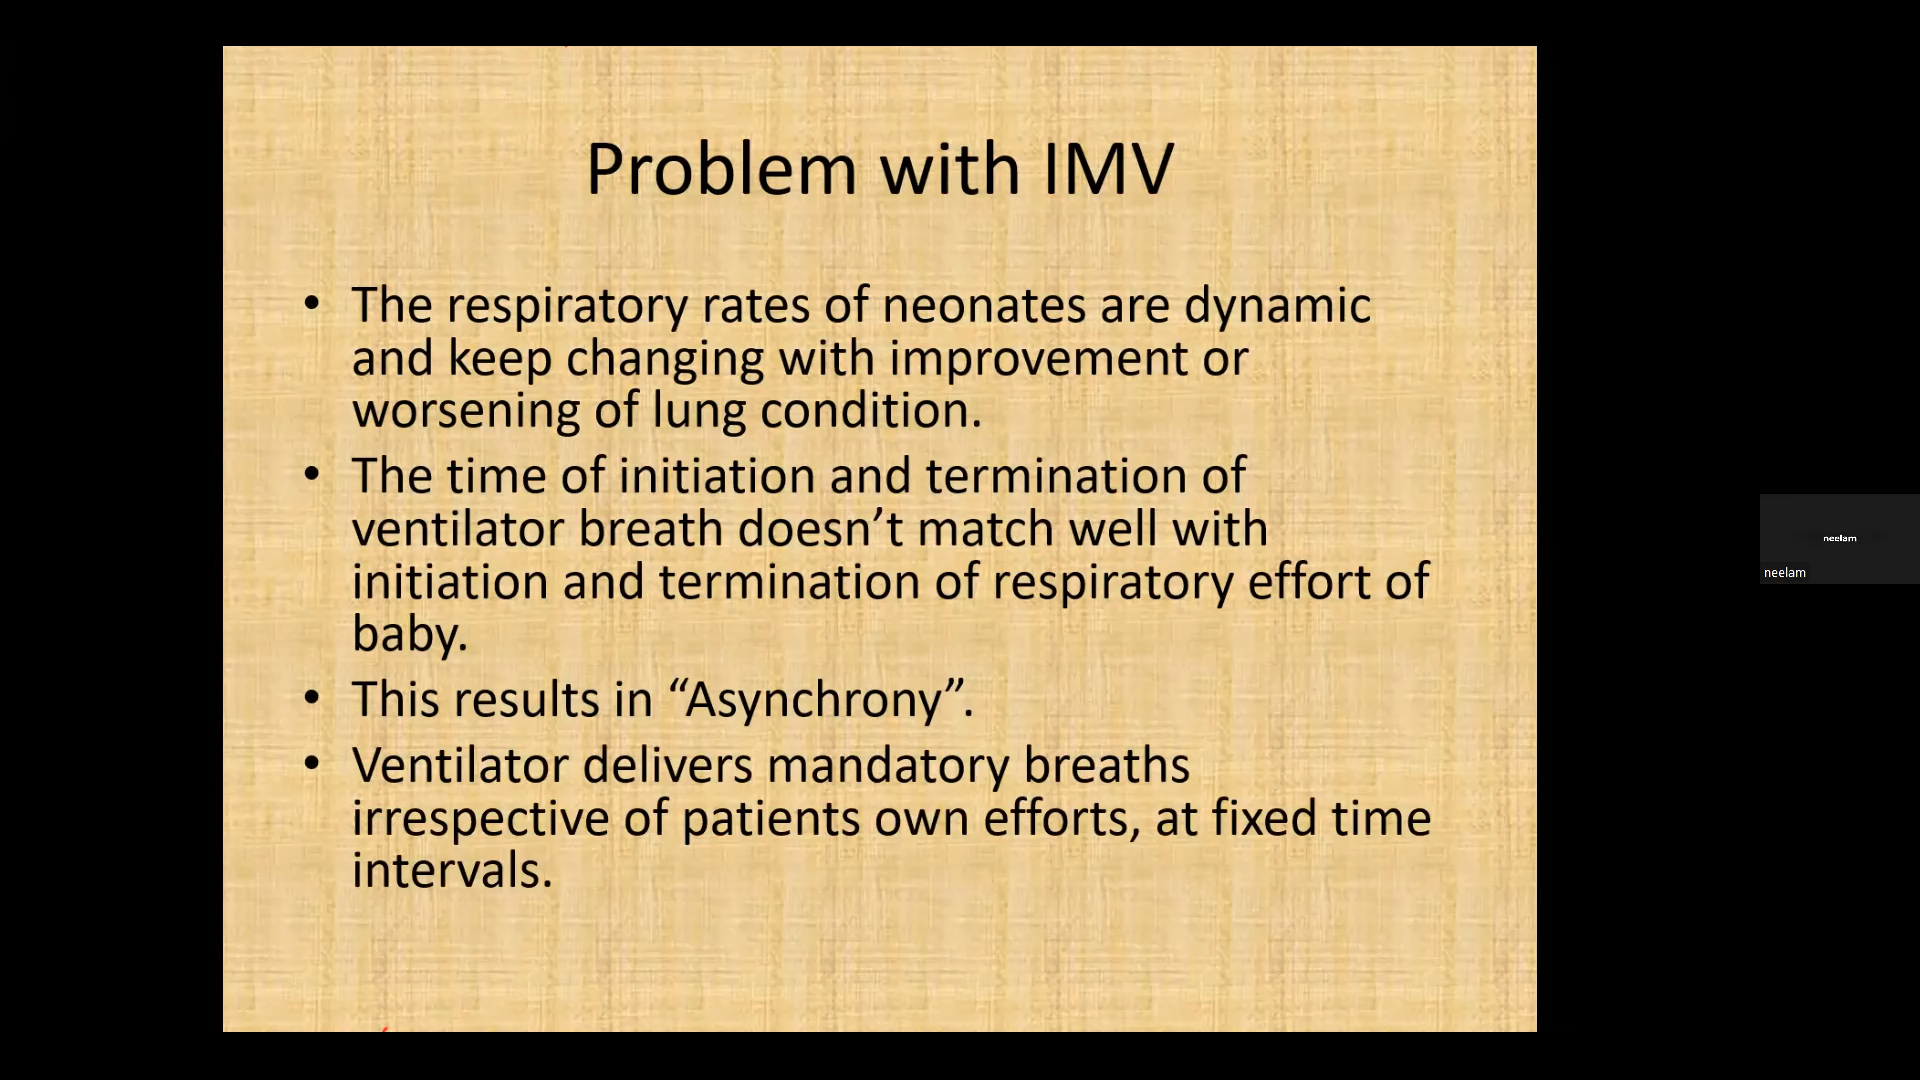 Problem with IMV
• The respiratory rates of neonates are dynamic
and keep changing with improvement or
worsening of lung condition.
• The time of initiation and termination of
ventilator breath doesn’t match well with
initiation and termination of respiratory effort of
baby.
• This results in “Asynchrony”.
• Ventilator delivers mandatory breaths
irrespective of patients own efforts, at fixed time
intervals.
neelam
neelam